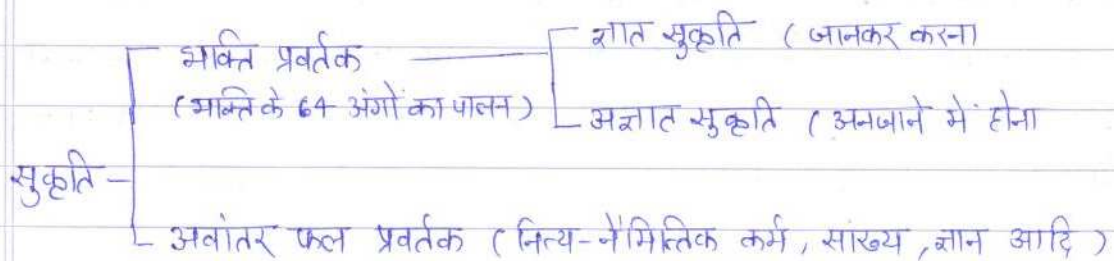 भक्ति प्रवर्तक
ज्ञात सुकृति ( जानकर करना
(भक्ति के 64 अंगों का पालन)
अज्ञात सुकृति ( अनजाने में होना
सुकृति
अवांतर फल प्रवर्तक ( नित्य-नैमित्तिक कर्म, सांख्य, ज्ञान आदि )